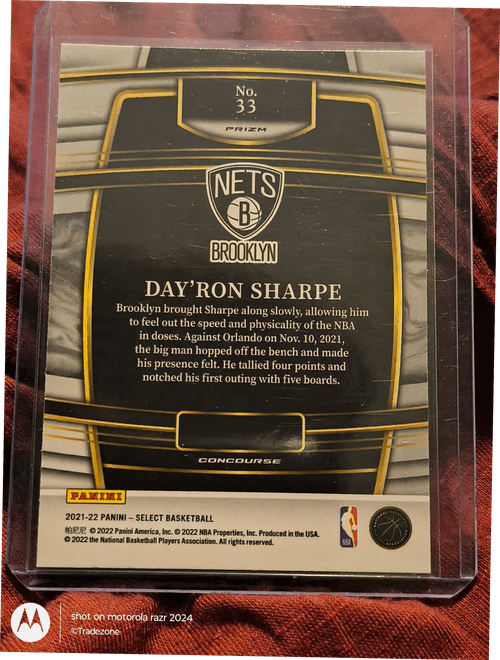 No.
33
PRIZM
NETS
B
BROOKLYN
DAY'RON SHARPE
Brooklyn brought Sharpe along slowly, allowing him
to feel out the speed and physicality of the NBA
in doses. Against Orlando on Nov. 10, 2021,
the big man hopped off the bench and made
his presence felt. He tallied four points and
notched his first outing with five boards.
CONCOURSE
PANINI
2021-22 PANINI – SELECT BASKETBALL
帕尼尼 © 2022 Panini America, Inc. © 2022 NBA Properties, Inc. Produced in the USA.
© 2022 the National Basketball Players Association. All rights reserved.
NBA
shot on motorola razr 2024
©Tradezone